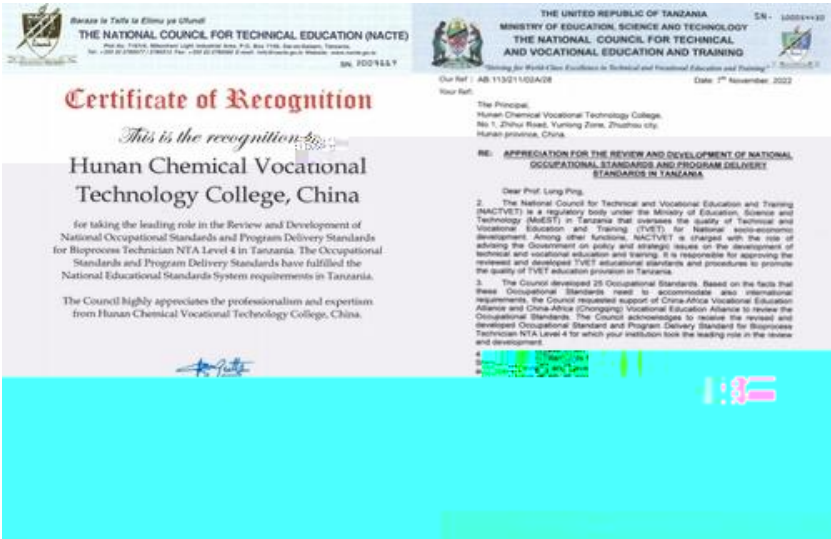 Baraza la Taifa la Elimu ya Ufundi
THE NATIONAL COUNCIL FOR TECHNICAL EDUCATION (NACTE)
Certificate of Recognition
This is the recognition to
Hunan Chemical Vocational
Technology College, China
for taking the leading role in the Review and Development of
National Occupational Standards and Program Delivery Standards
for Bioprocess Technician NTA Level 4 in Tanzania. The Occupational
Standards and Program Delivery Standards have fulfilled the
National Educational Standards System requirements in Tanzania.
The Council highly appreciates the professionalism and expertism
from Hunan Chemical Vocational Technology College, China.
THE UNITED REPUBLIC OF TANZANIA
MINISTRY OF EDUCATION, SCIENCE AND TECHNOLOGY
THE NATIONAL COUNCIL FOR TECHNICAL
AND VOCATIONAL EDUCATION AND TRAINING
"Striving for World Class Excellence in Technical and Vocational Education and Training"
Our Ref : AB.113/211/02A/28
Date: 7th November, 2022
Your Ref:
The Principal,
Hunan Chemical Vocational Technology College,
No.1, Zhihui Road, Yunlong Zone, Zhuzhou city,
Hunan province, China.
RE: APPRECIATION FOR THE REVIEW AND DEVELOPMENT OF NATIONAL
OCCUPATIONAL STANDARDS AND PROGRAM DELIVERY
STANDARDS IN TANZANIA
Dear Prof. Long Ping,
2. The National Council for Technical and Vocational Education and Training
(NACTVET) is a regulatory body under the Ministry of Education, Science and
Technology (MoEST) in Tanzania that oversees the quality of Technical and
Vocational Education and Training (TVET) for National socio-economic
development. Among other functions, NACTVET is charged with the role of
advising the Government on policy and strategic issues on the development of
technical and vocational education and training. It is responsible for approving the
reviewed and developed TVET educational standards and procedures to promote
the quality of TVET education provision in Tanzania.
3. The Council developed 25 Occupational Standards. Based on the facts that
these Occupational Standards need to accommodate also international
requirements, the Council requested support of China-Africa Vocational Education
Alliance and China-Africa (Chongqing) Vocational Education Alliance to review the
Occupational Standards. The Council acknowledges to receive the revised and
developed Occupational Standard and Program Delivery Standard for Bioprocess
Technician NTA Level 4 for which your institution took the leading role in the review
and development.